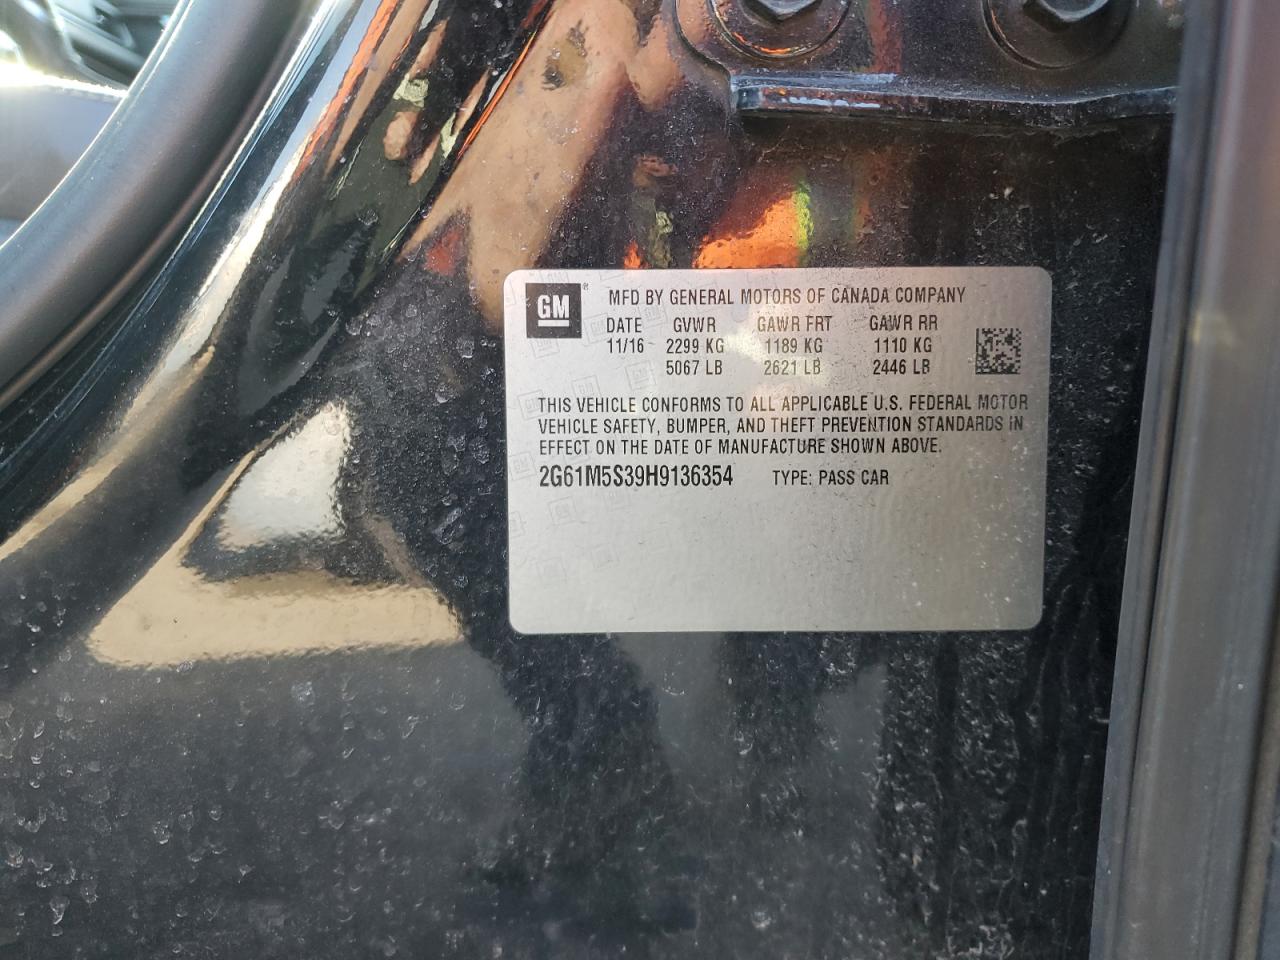 GM ® MFD BY GENERAL MOTORS OF CANADA COMPANY
DATE GVWR GAWR FRT GAWR RR
11/16 2299 KG 1189 KG 1110 KG
5067 LB 2621 LB 2446 LB
THIS VEHICLE CONFORMS TO ALL APPLICABLE U.S. FEDERAL MOTOR
VEHICLE SAFETY, BUMPER, AND THEFT PREVENTION STANDARDS IN
EFFECT ON THE DATE OF MANUFACTURE SHOWN ABOVE.
2G61M5S39H9136354 TYPE: PASS CAR